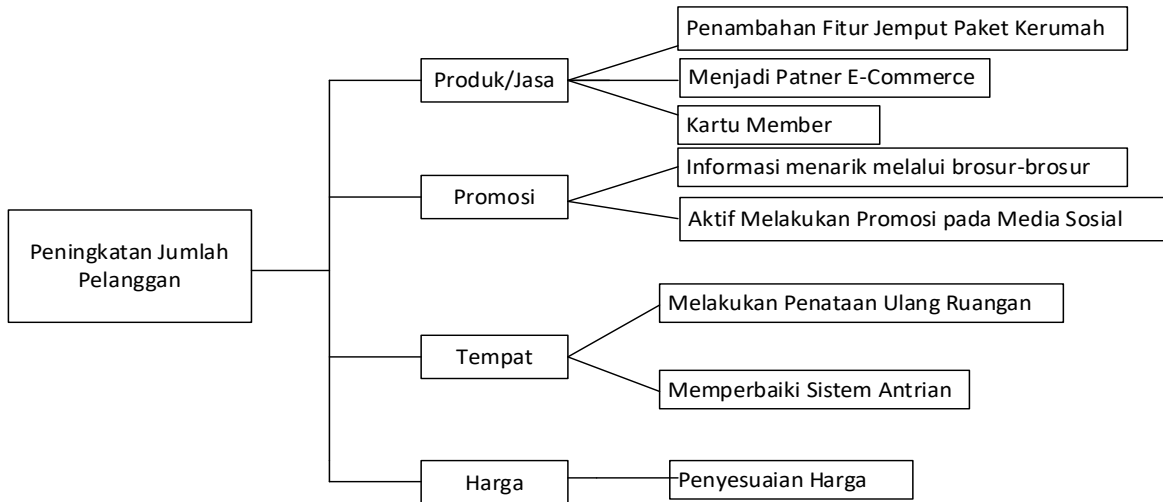 Penambahan Fitur Jemput Paket Kerumah
Produk/Jasa
Menjadi Patner E-Commerce
Kartu Member
Informasi menarik melalui brosur-brosur
Promosi
Aktif Melakukan Promosi pada Media Sosial
Peningkatan Jumlah
Pelanggan
Melakukan Penataan Ulang Ruangan
Tempat
Memperbaiki Sistem Antrian
Harga
Penyesuaian Harga